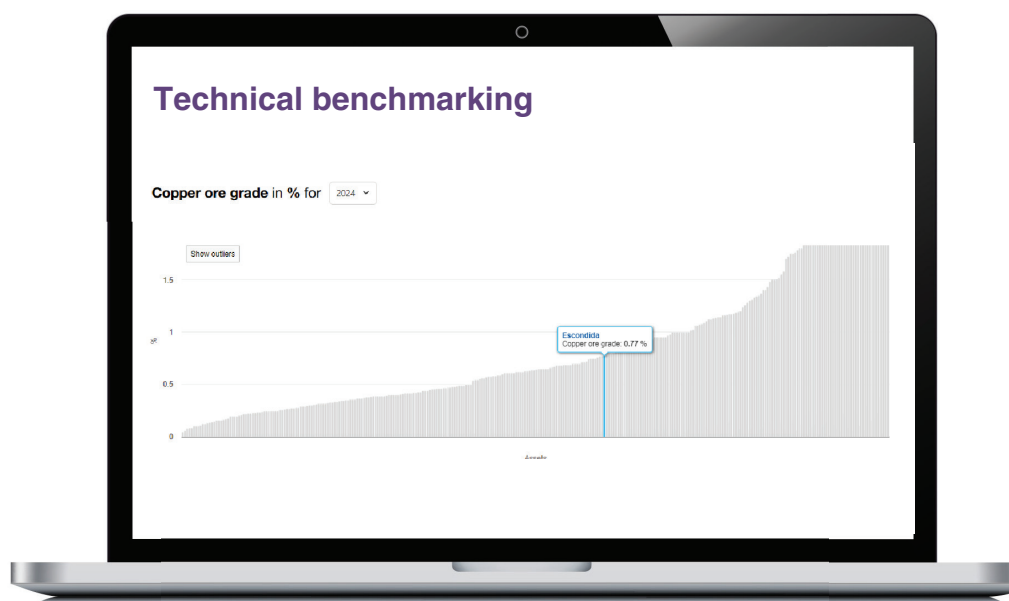 Technical benchmarking
Copper ore grade in % for 2024
Show outliers
1.5
1
%
0.5
0
Escondida
Copper ore grade: 0.77 %